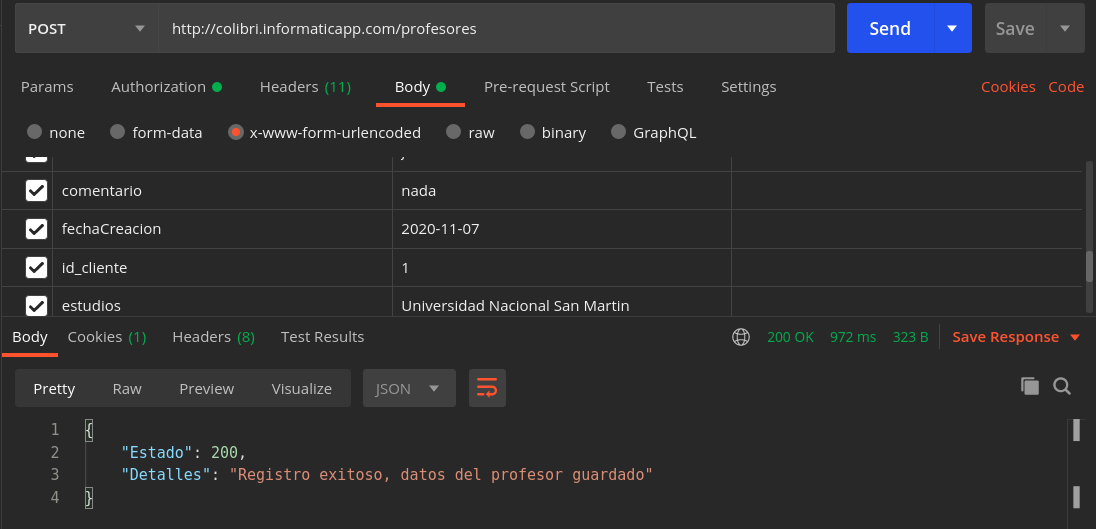 POST http://colibri.informaticapp.com/profesores Send Save
Params Authorization Headers (11) Body Pre-request Script Tests Settings Cookies Code
none form-data x-www-form-urlencoded raw binary GraphQL
comentario nada
fechaCreacion 2020-11-07
id_cliente 1
estudios Universidad Nacional San Martin
Body Cookies (1) Headers (8) Test Results 200 OK 972 ms 323 B Save Response
Pretty Raw Preview Visualize JSON
1 {
2 "Estado": 200,
3 "Detalles": "Registro exitoso, datos del profesor guardado"
4 }